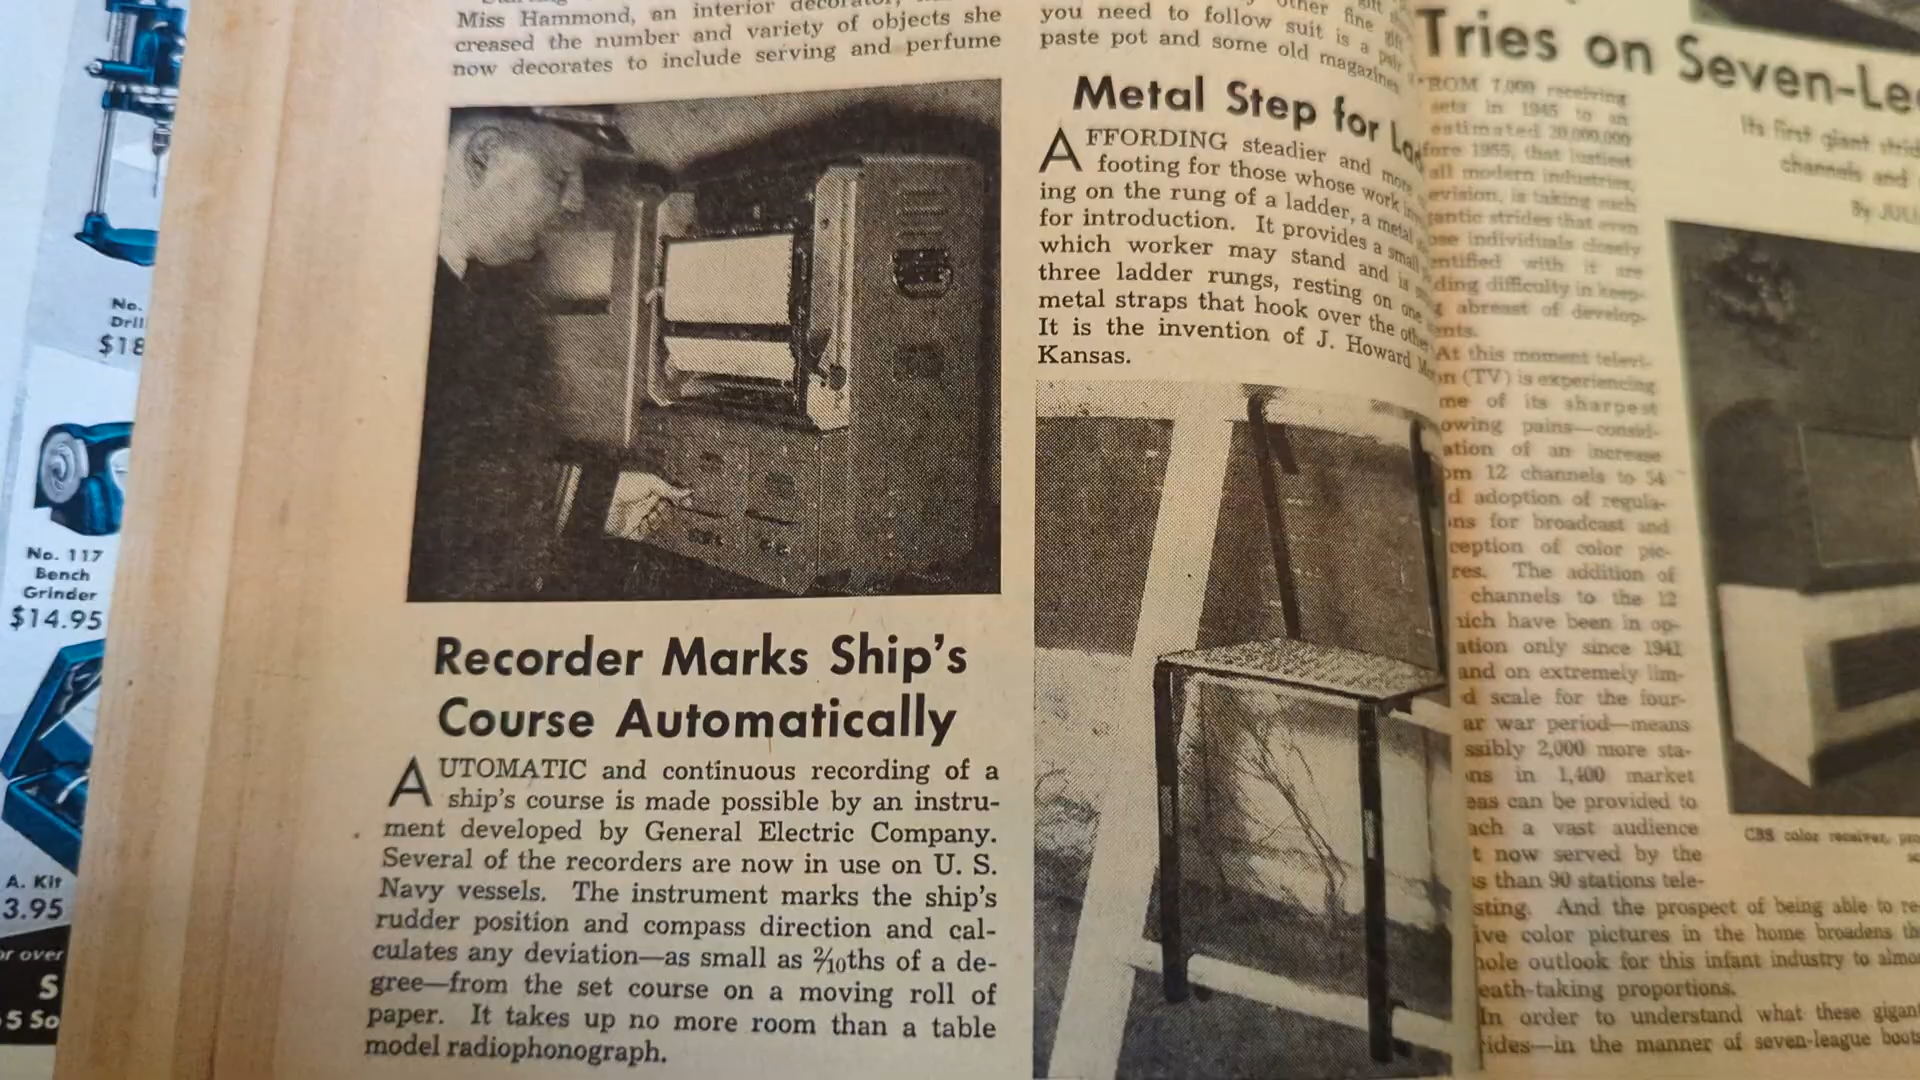 No.
Drill
$18
No. 117
Bench
Grinder
$14.95
A. Kit
3.95
or over
S
5 So
Miss Hammond, an interior decorator,
creased the number and variety of objects she
now decorates to include serving and perfume
Recorder Marks Ship's
Course Automatically
AUTOMATIC and continuous recording of a
ship's course is made possible by an instru-
ment developed by General Electric Company.
Several of the recorders are now in use on U. S.
Navy vessels. The instrument marks the ship's
rudder position and compass direction and cal-
culates any deviation—as small as 2/10ths of a de-
gree—from the set course on a moving roll of
paper. It takes up no more room than a table
model radiophonograph.
other fine gift
you need to follow suit is a pair
paste pot and some old magazines
Metal Step for
AFFORDING steadier and more
footing for those whose work
ing on the rung of a ladder, a metal
for introduction. It provides a small
which worker may stand and is
three ladder rungs, resting on one
metal straps that hook over the
It is the invention of J. Howard
Kansas.
Tries on Seven-Le
Its first giant strid
channels and
By JUL
ROM 7,000 receiving
sets in 1945 to an
estimated 20,000,000
fore 1955, that lustiest
all modern industries,
evision, is taking such
gantic strides that even
ose individuals closely
entified with it are
ding difficulty in keep-
g abreast of develop-
ents.
At this moment televi-
on (TV) is experiencing
me of its sharpest
owing pains—consid-
ation of an increase
om 12 channels to 54
d adoption of regula-
ns for broadcast and
ception of color pic-
res. The addition of
channels to the 12
hich have been in op-
ation only since 1941
and on extremely lim-
d scale for the four-
ar war period—means
ssibly 2,000 more sta-
ns in 1,400 market
eas can be provided to
ach a vast audience
t now served by the
ss than 90 stations tele-
sting. And the prospect of being able to re-
ive color pictures in the home broadens th
hole outlook for this infant industry to almo
eath-taking proportions.
In order to understand what these gigant
rides—in the manner of seven-league boots
CBS color receiver, pro